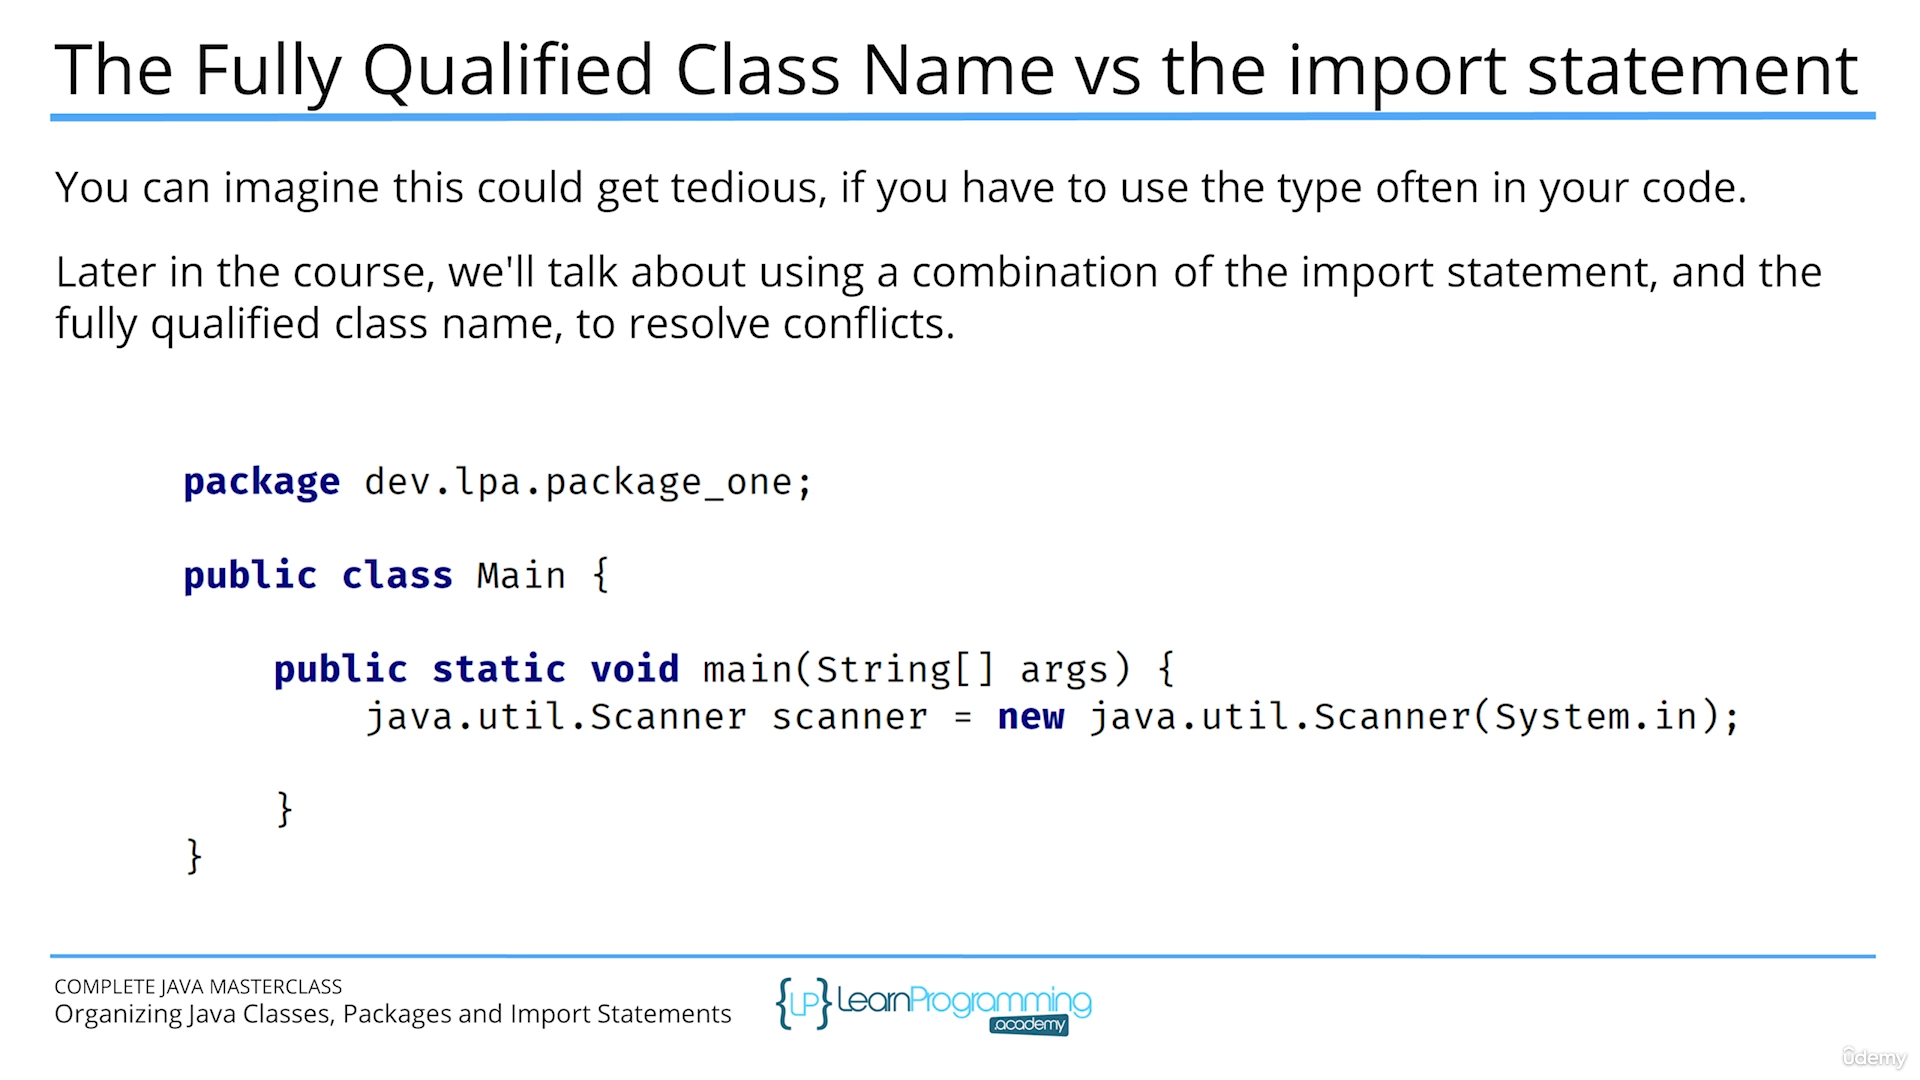 The Fully Qualified Class Name vs the import statement
You can imagine this could get tedious, if you have to use the type often in your code.
Later in the course, we'll talk about using a combination of the import statement, and the
fully qualified class name, to resolve conflicts.
package dev.lpa.package_one;
public class Main {
public static void main(String[] args) {
java.util.Scanner scanner = new java.util.Scanner(System.in);
}
}
COMPLETE JAVA MASTERCLASS
Organizing Java Classes, Packages and Import Statements
{LP} LearnProgramming
.academy
ûdemy